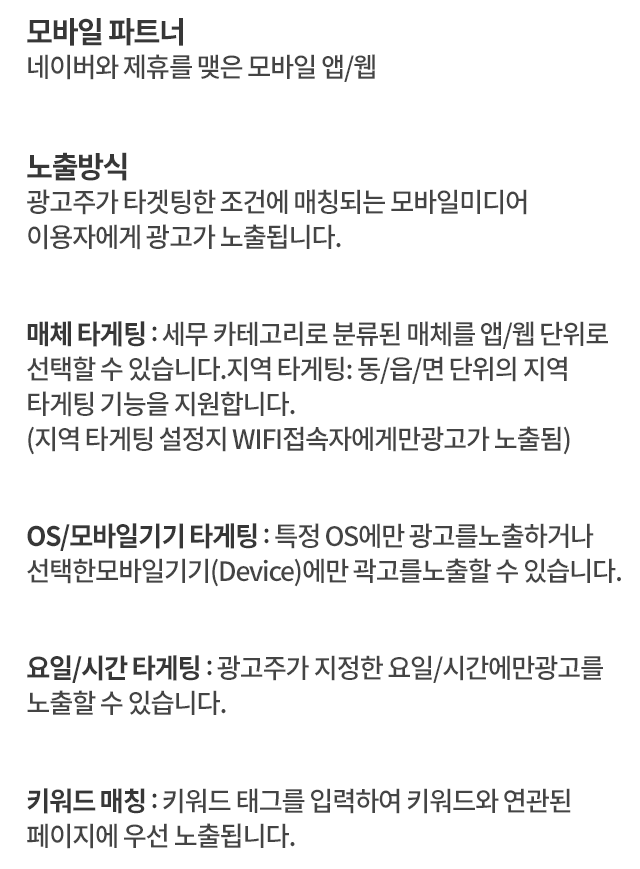 모바일 파트너
네이버와 제휴를 맺은 모바일 앱/웹
노출방식
광고주가 타겟팅한 조건에 매칭되는 모바일미디어
이용자에게 광고가 노출됩니다.
매체 타게팅 : 세무 카테고리로 분류된 매체를 앱/웹 단위로
선택할 수 있습니다.지역 타게팅: 동/읍/면 단위의 지역
타게팅 기능을 지원합니다.
(지역 타게팅 설정지 WIFI접속자에게만광고가 노출됨)
OS/모바일기기 타게팅 : 특정 OS에만 광고를노출하거나
선택한모바일기기(Device)에만 곽고를노출할 수 있습니다.
요일/시간 타게팅 : 광고주가 지정한 요일/시간에만광고를
노출할 수 있습니다.
키워드 매칭 : 키워드 태그를 입력하여 키워드와 연관된
페이지에 우선 노출됩니다.